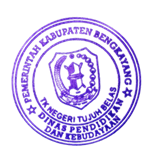 PEMERINTAH KABUPATEN BENGKAYANG
TK NEGERI TUJUH BELAS
DINAS PENDIDIKAN
DAN KEBUDAYAAN